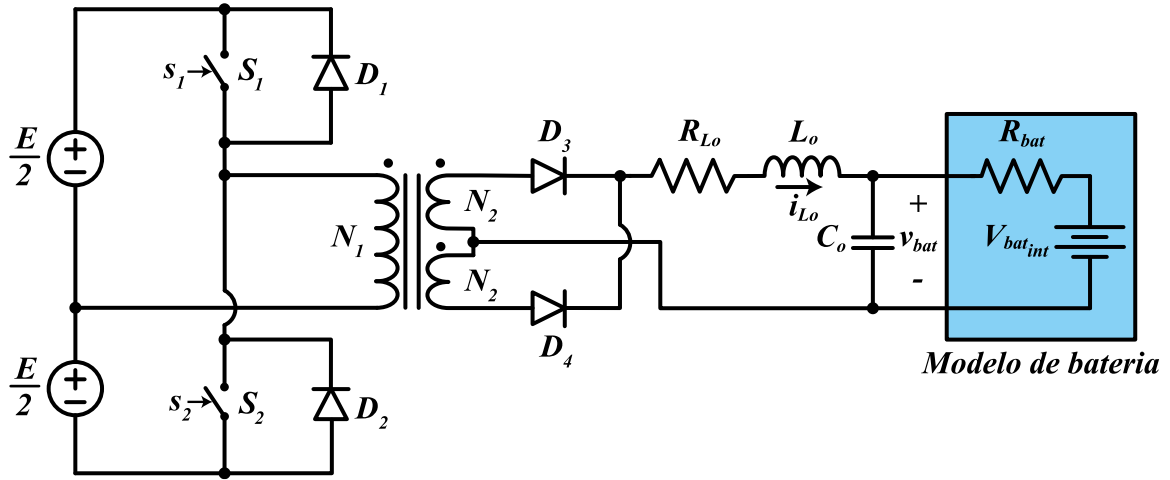 E/2
s1
S1
D1
N1
N2
N2
D3
D4
RLo
Lo
iLo
Co
+
vbat
-
Rbat
Vbatint
E/2
s2
S2
D2
Modelo de bateria